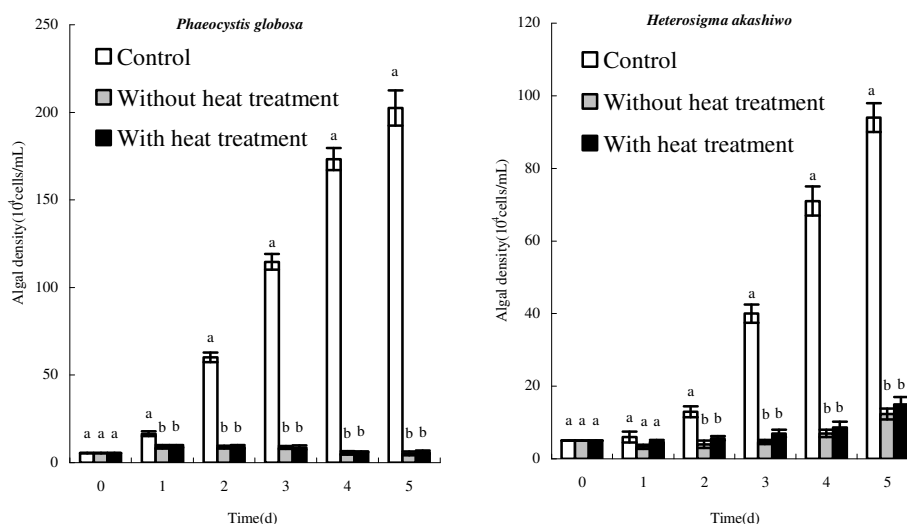 Phaeocystis globosa
Algal density(10⁴cells/mL)
250
200
150
100
50
0
Control
Without heat treatment
With heat treatment
a a a
a b b
a b b
a b b
a b b
a b b
0 1 2 3 4 5
Time(d)
Heterosigma akashiwo
Algal density(10⁴cells/mL)
120
100
80
60
40
20
0
Control
Without heat treatment
With heat treatment
a a a
a a a
a b b
a b b
a b b
a b b
0 1 2 3 4 5
Time(d)